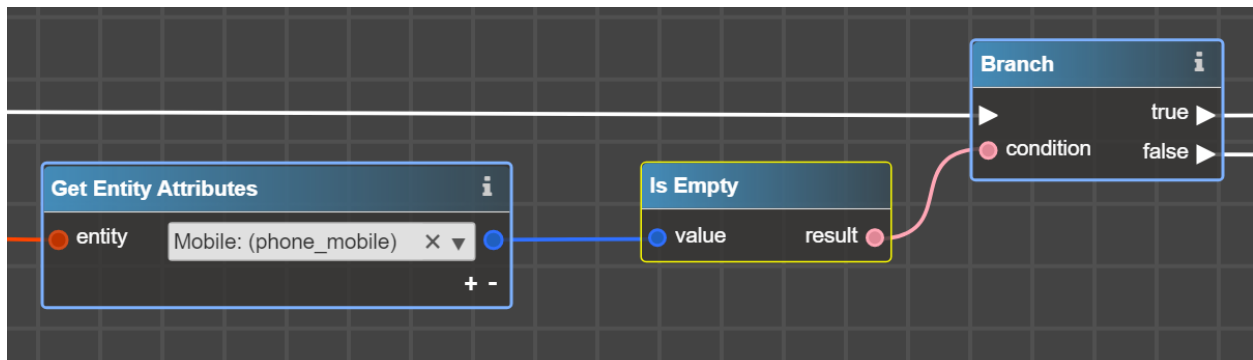 Branch
i
true
condition
false
Get Entity Attributes
i
entity
Mobile: (phone_mobile) ×
+ -
Is Empty
value
result